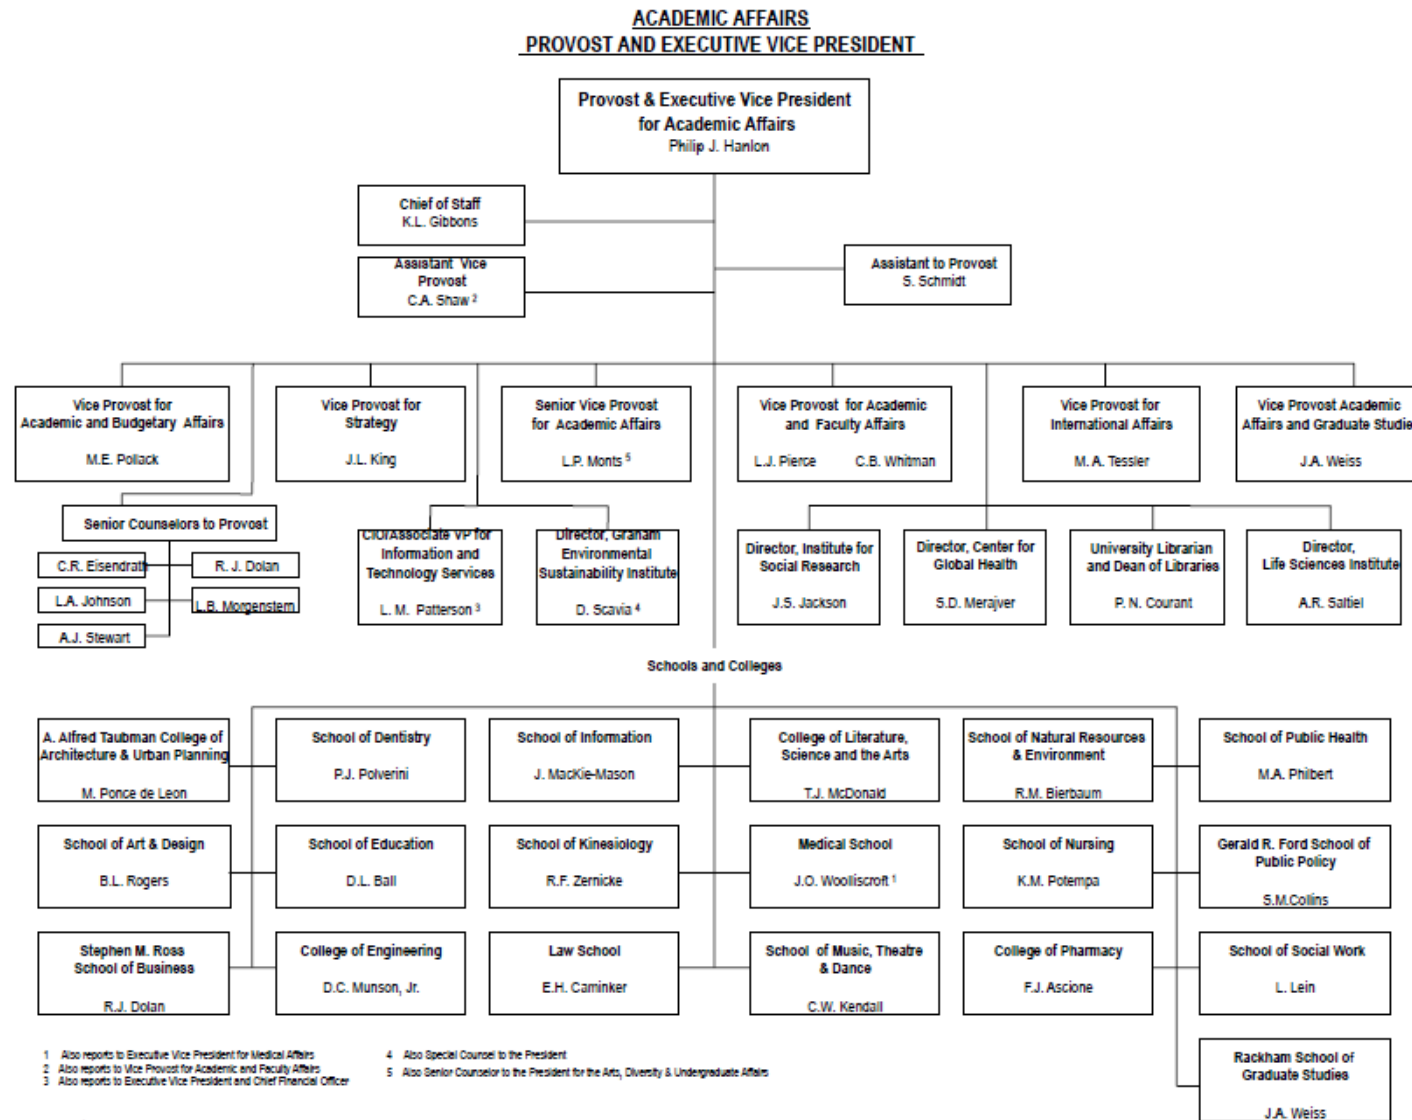 ACADEMIC AFFAIRS
PROVOST AND EXECUTIVE VICE PRESIDENT
Provost & Executive Vice President
for Academic Affairs
Philip J. Hanlon
Chief of Staff
K.L. Gibbons
Assistant Vice
Provost
C.A. Shaw 2
Assistant to Provost
S. Schmidt
Vice Provost for
Academic and Budgetary Affairs
M.E. Pollack
Vice Provost for
Strategy
J.L. King
Senior Vice Provost
for Academic Affairs
L.P. Monts 5
Vice Provost for Academic
and Faculty Affairs
L.J. Pierce C.B. Whitman
Vice Provost for
International Affairs
M. A. Tessler
Vice Provost Academic
Affairs and Graduate Studie
J.A. Weiss
Senior Counselors to Provost
C.R. Eisendrath
R. J. Dolan
L.A. Johnson
L.B. Morgenstern
A.J. Stewart
CIO/Associate VP for
Information and
Technology Services
L. M. Patterson 3
Director, Graham
Environmental
Sustainability Institute
D. Scavia 4
Director, Institute for
Social Research
J.S. Jackson
Director, Center for
Global Health
S.D. Merajver
University Librarian
and Dean of Libraries
P. N. Courant
Director,
Life Sciences Institute
A.R. Saltiel
Schools and Colleges
A. Alfred Taubman College of
Architecture & Urban Planning
M. Ponce de Leon
School of Dentistry
P.J. Polverini
School of Information
J. MacKie-Mason
College of Literature,
Science and the Arts
T.J. McDonald
School of Natural Resources
& Environment
R.M. Bierbaum
School of Public Health
M.A. Philbert
School of Art & Design
B.L. Rogers
School of Education
D.L. Ball
School of Kinesiology
R.F. Zernicke
Medical School
J.O. Woolliscroft 1
School of Nursing
K.M. Potempa
Gerald R. Ford School of
Public Policy
S.M.Collins
Stephen M. Ross
School of Business
R.J. Dolan
College of Engineering
D.C. Munson, Jr.
Law School
E.H. Caminker
School of Music, Theatre
& Dance
C.W. Kendall
College of Pharmacy
F.J. Ascione
School of Social Work
L. Lein
Rackham School of
Graduate Studies
J.A. Weiss
1 Also reports to Executive Vice President for Medical Affairs
2 Also reports to Vice Provost for Academic and Faculty Affairs
3 Also reports to Executive Vice President and Chief Financial Officer
4 Also Special Counsel to the President
5 Also Senior Counselor to the President for the Arts, Diversity & Undergraduate Affairs